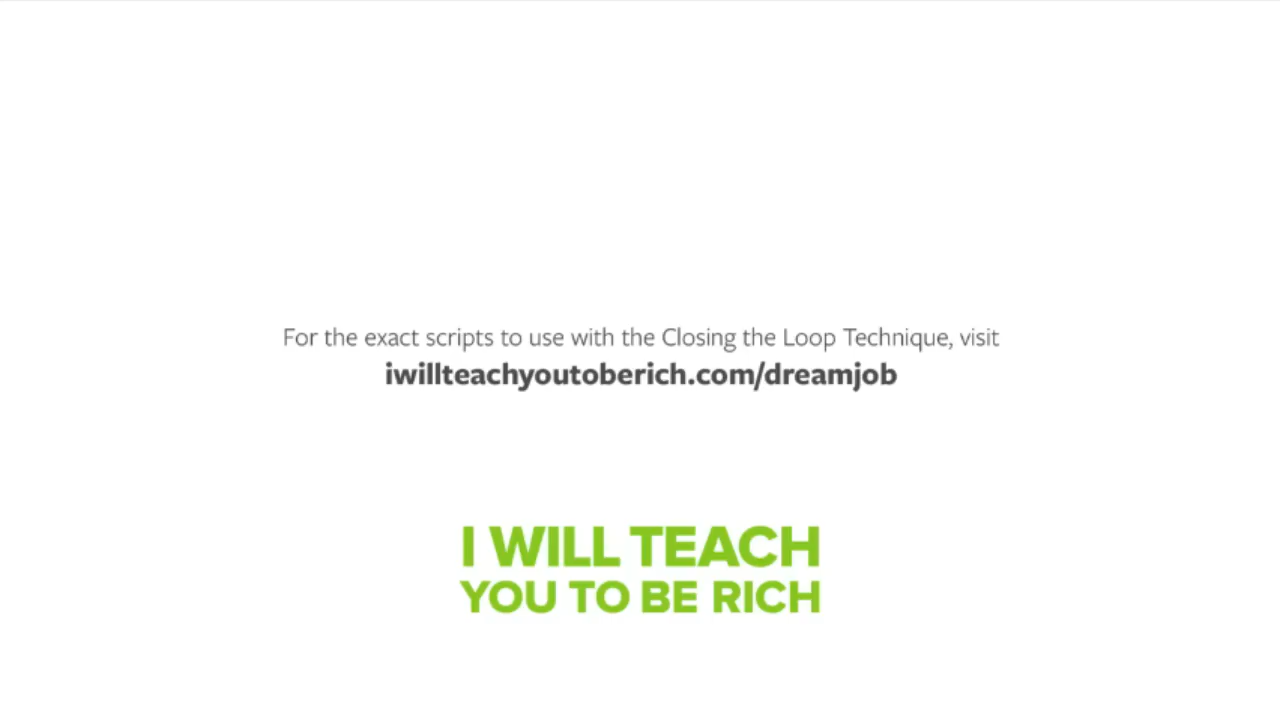 For the exact scripts to use with the Closing the Loop Technique, visit
iwillteachyoutoberich.com/dreamjob
I WILL TEACH
YOU TO BE RICH